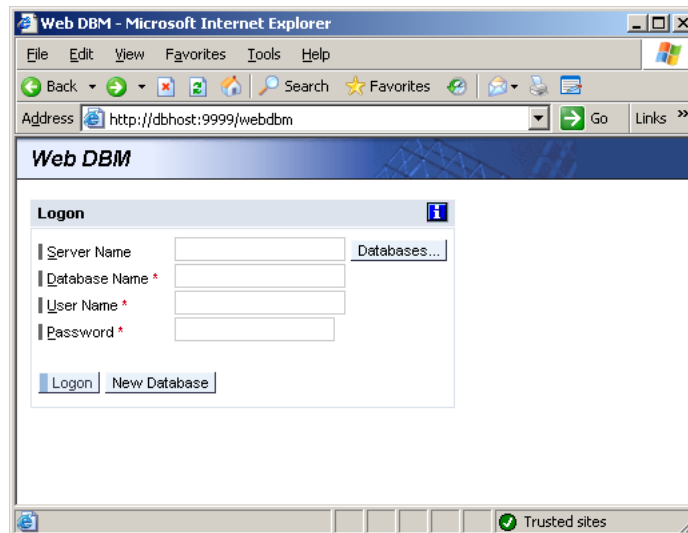 Web DBM - Microsoft Internet Explorer
File Edit View Favorites Tools Help
Back Search Favorites
Address http://dbhost:9999/webdbm Go Links »
Web DBM
Logon i
Server Name Databases...
Database Name *
User Name *
Password *
Logon New Database
Trusted sites